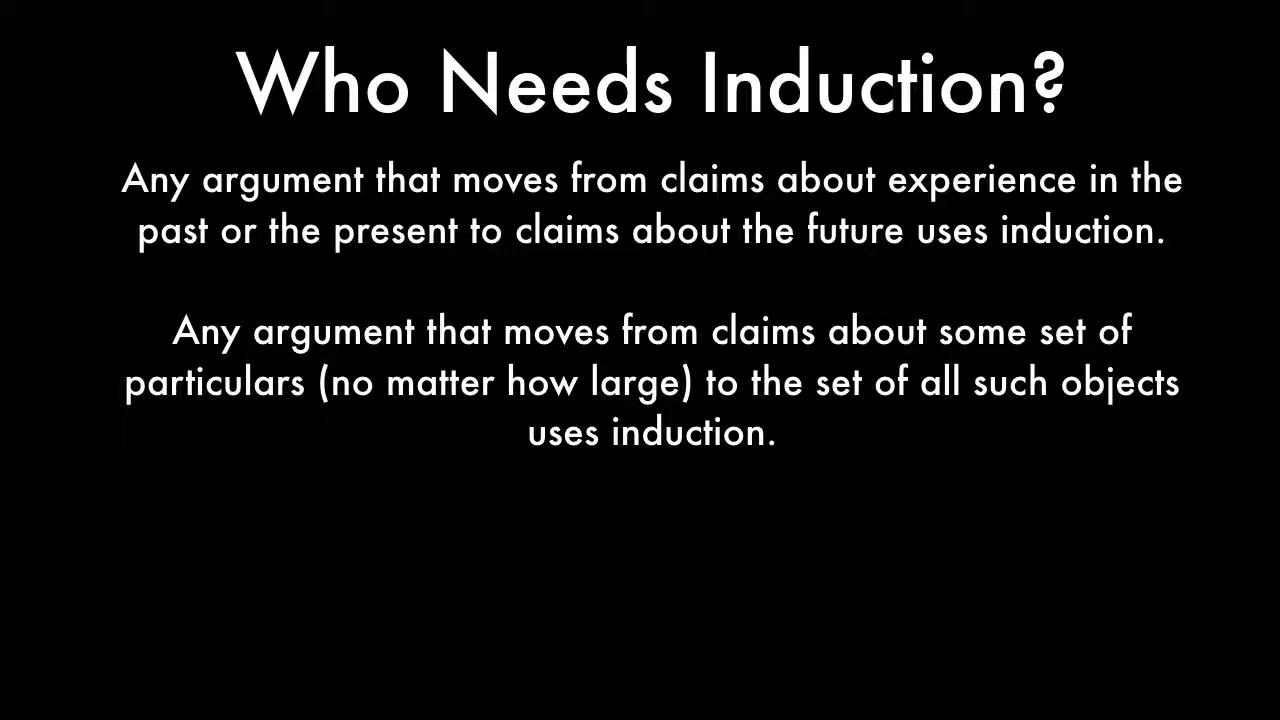 Who Needs Induction?
Any argument that moves from claims about experience in the
past or the present to claims about the future uses induction.
Any argument that moves from claims about some set of
particulars (no matter how large) to the set of all such objects
uses induction.